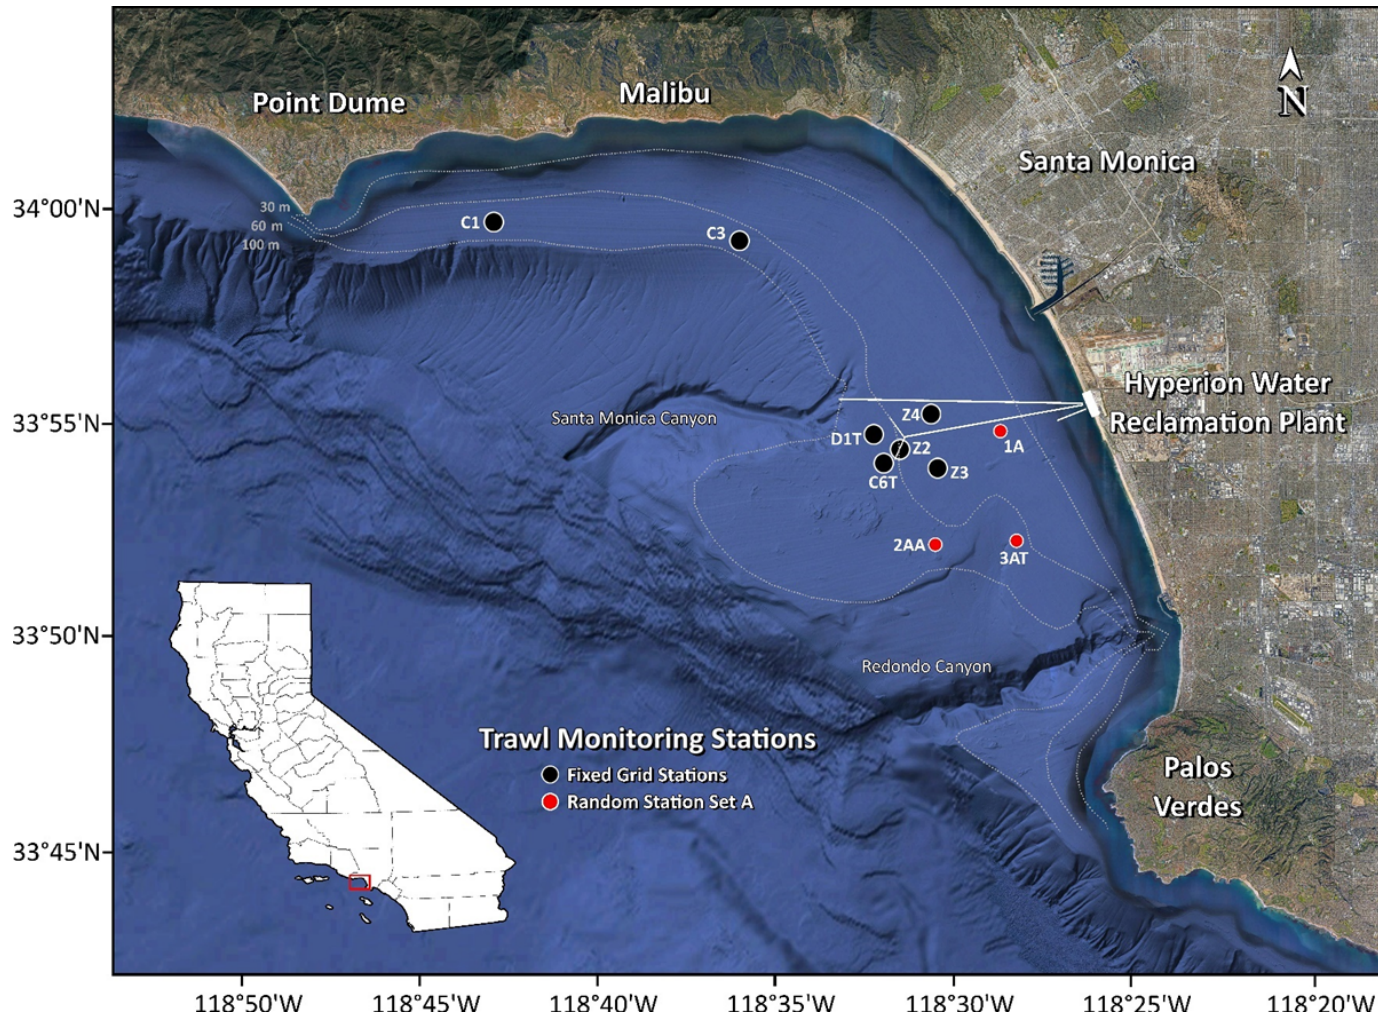 Point Dume
Malibu
N
Santa Monica
34°00'N
30 m
60 m
100 m
C1
C3
Hyperion Water
Reclamation Plant
33°55'N
Santa Monica Canyon
Z4
D1T
Z2
1A
C6T
Z3
2AA
3AT
33°50'N
Redondo Canyon
Trawl Monitoring Stations
Fixed Grid Stations
Random Station Set A
Palos
Verdes
33°45'N
118°50'W
118°45'W
118°40'W
118°35'W
118°30'W
118°25'W
118°20'W